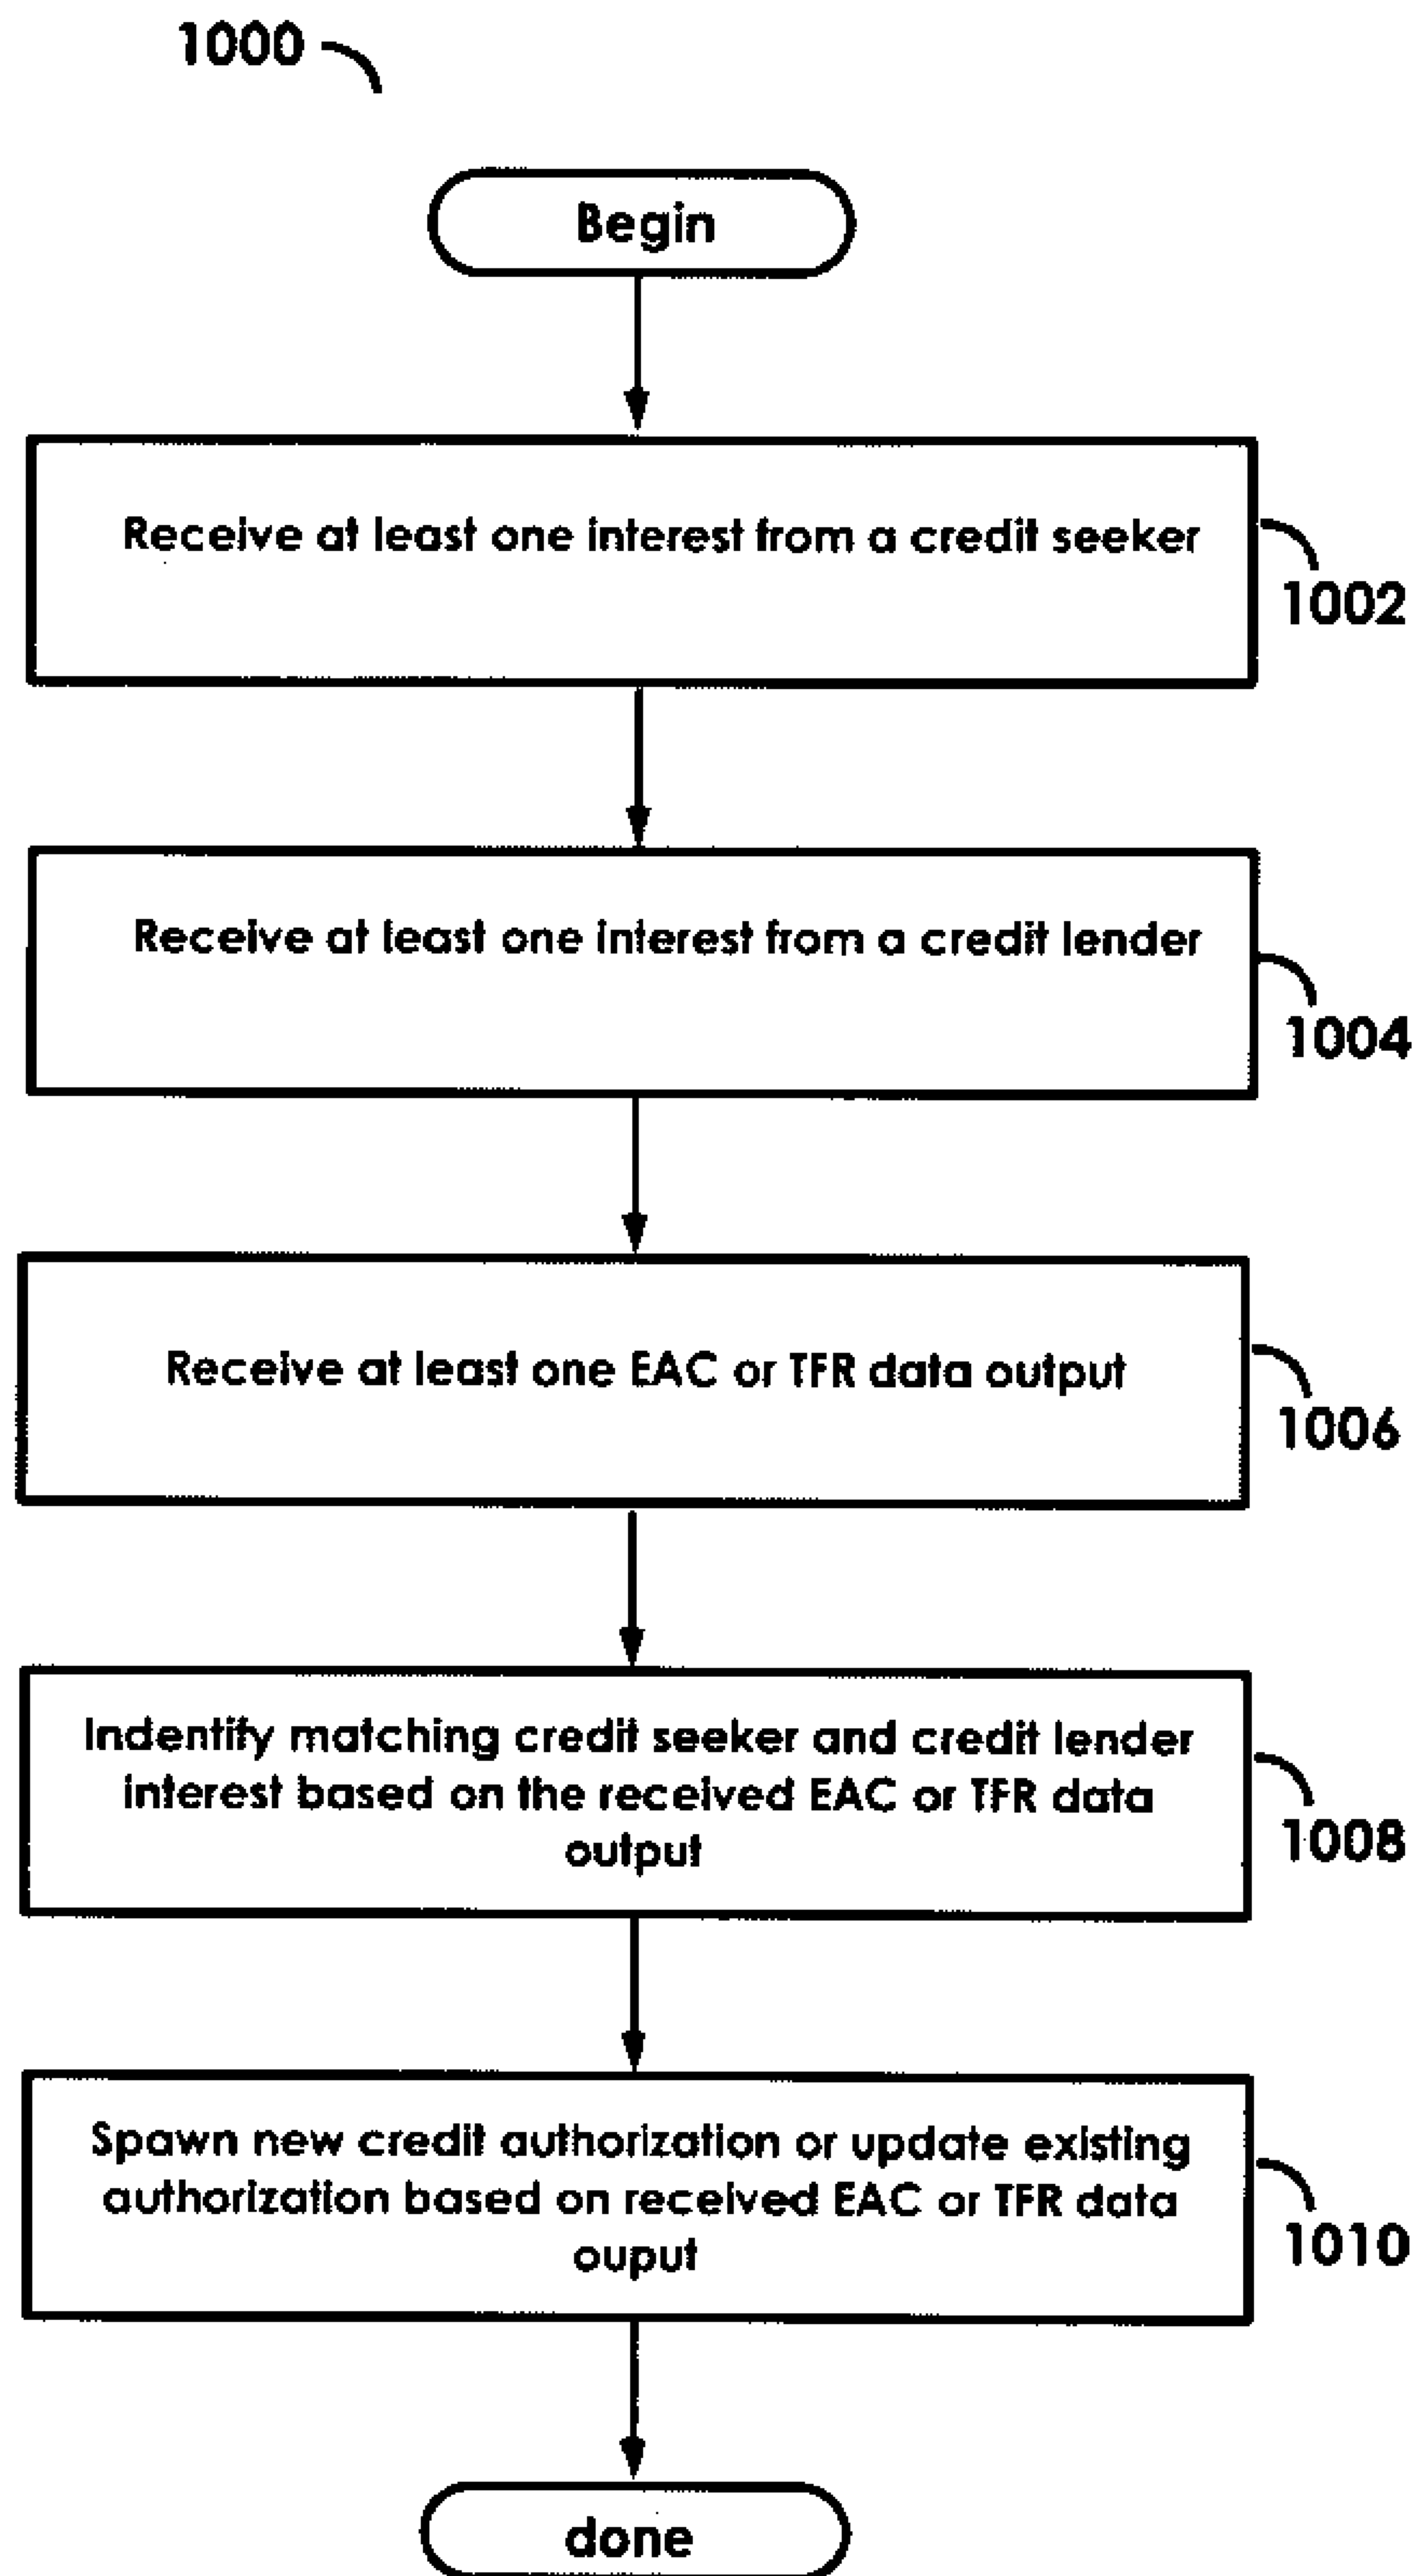 1000
Begin
Receive at least one interest from a credit seeker
1002
Receive at least one interest from a credit lender
1004
Receive at least one EAC or TFR data output
1006
Indentify matching credit seeker and credit lender
interest based on the received EAC or TFR data
output
1008
Spawn new credit authorization or update existing
authorization based on received EAC or TFR data
ouput
1010
done